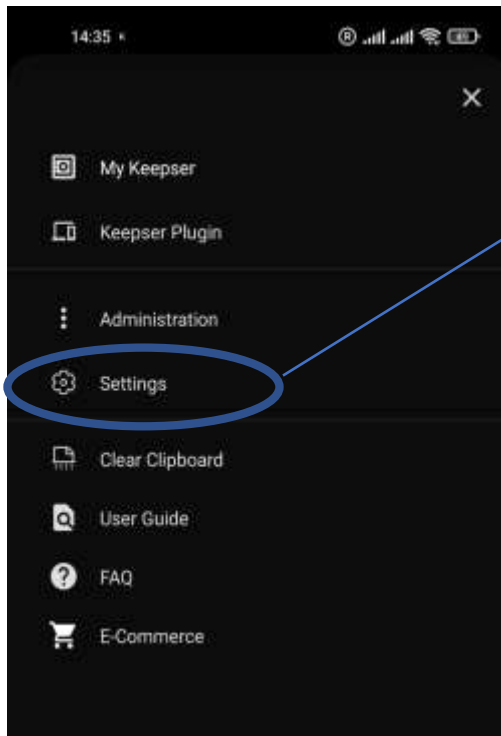 14:35
My Keepser
Keepser Plugin
Administration
Settings
Clear Clipboard
User Guide
FAQ
E-Commerce